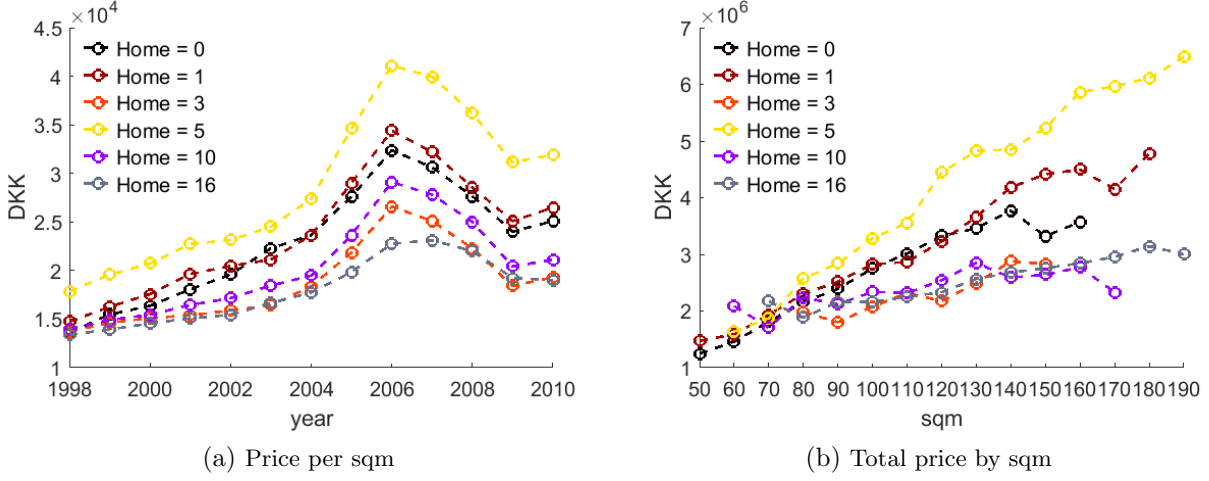 ×10⁴
4.5
4
3.5
3
2.5
2
1.5
1
DKK
Home = 0
Home = 1
Home = 3
Home = 5
Home = 10
Home = 16
1998 2000 2002 2004 2006 2008 2010
year
(a) Price per sqm
×10⁶
7
6
5
4
3
2
1
DKK
Home = 0
Home = 1
Home = 3
Home = 5
Home = 10
Home = 16
50 60 70 80 90 100 110 120 130 140 150 160 170 180 190
sqm
(b) Total price by sqm